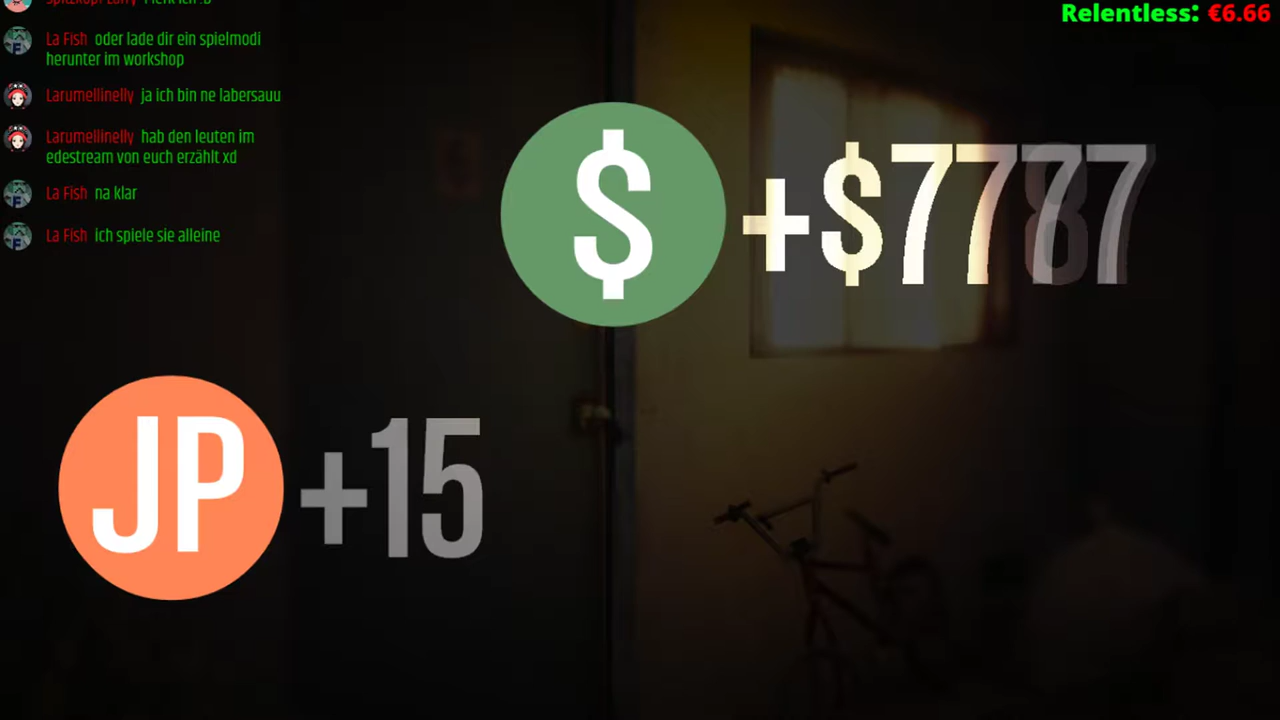 La Fish oder lade dir ein spielmodi
herunter im workshop
Larumellinelly ja ich bin ne labersauu
Larumellinelly hab den leuten im
edestream von euch erzählt xd
La Fish na klar
La Fish ich spiele sie alleine
Relentless: €6.66
$
JP +15